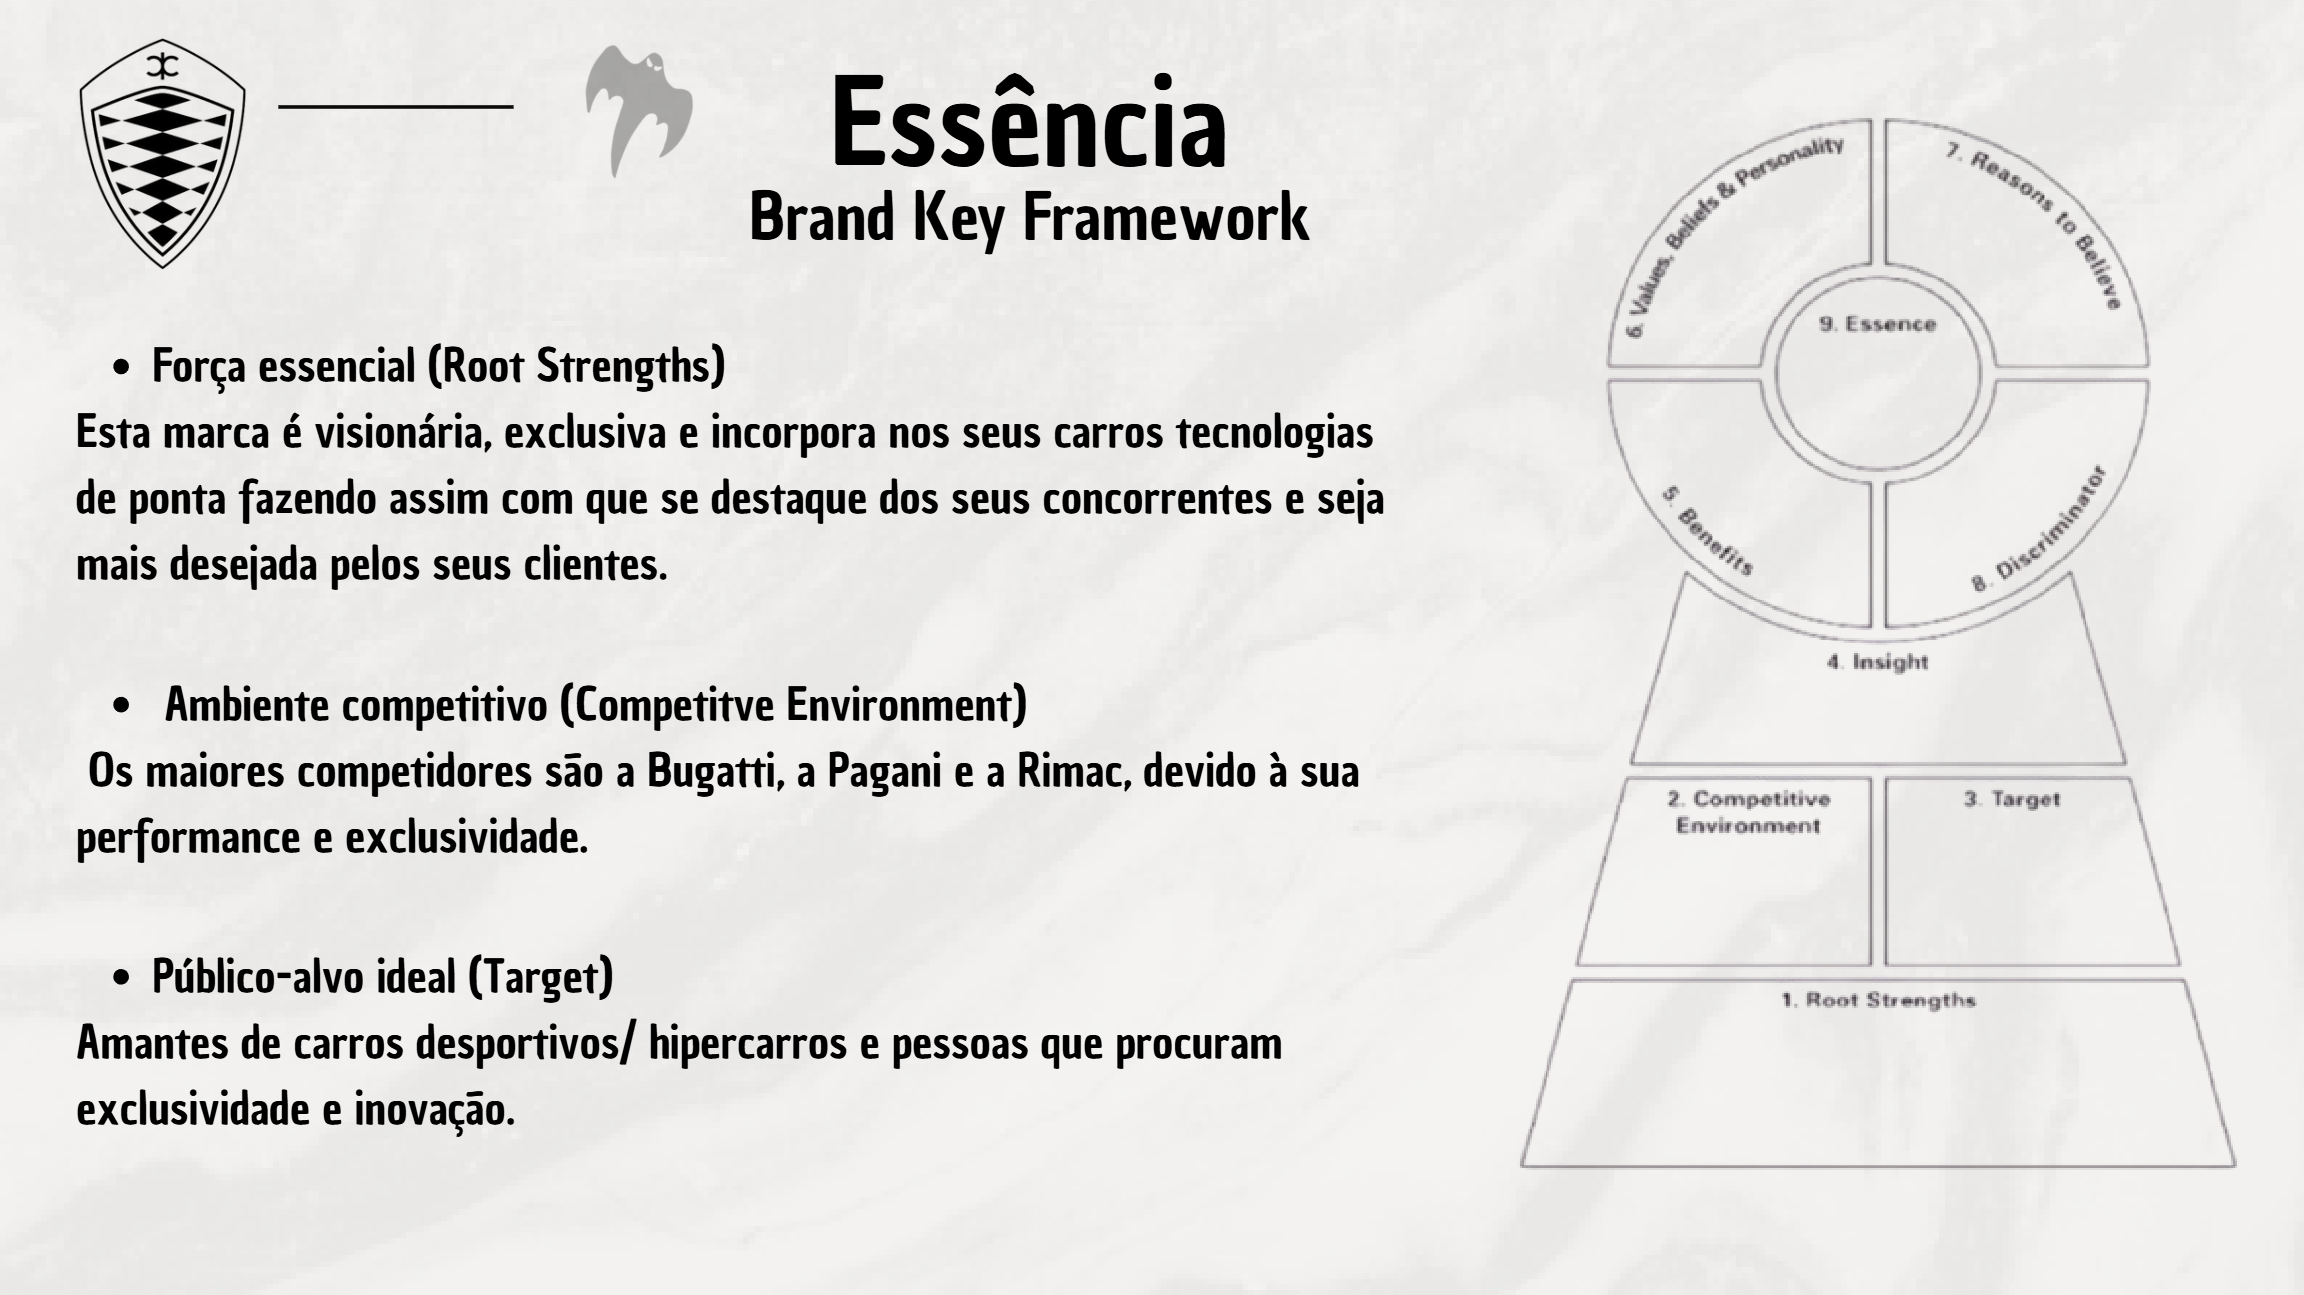 Essência
Brand Key Framework
• Força essencial (Root Strengths)
Esta marca é visionária, exclusiva e incorpora nos seus carros tecnologias
de ponta fazendo assim com que se destaque dos seus concorrentes e seja
mais desejada pelos seus clientes.
• Ambiente competitivo (Competitve Environment)
Os maiores competidores são a Bugatti, a Pagani e a Rimac, devido à sua
performance e exclusividade.
• Público-alvo ideal (Target)
Amantes de carros desportivos/ hipercarros e pessoas que procuram
exclusividade e inovação.
6. Values, Beliefs & Personality
7. Reasons to Believe
9. Essence
5. Benefits
8. Discriminator
4. Insight
2. Competitive
Environment
3. Target
1. Root Strengths